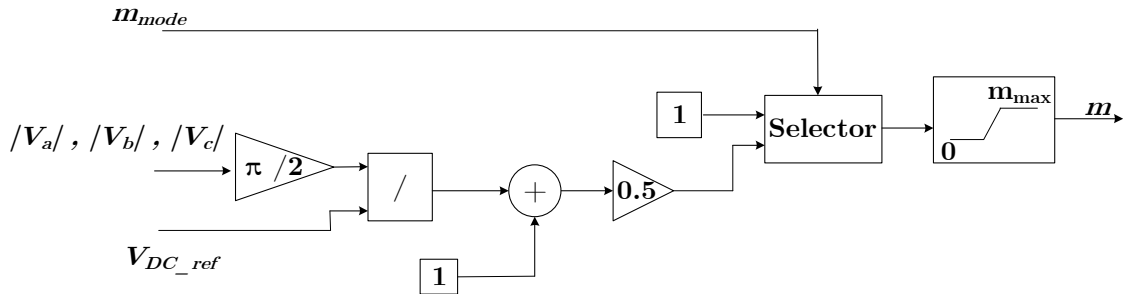 m_mode
1
Selector
m_max
0
m
|V_a| , |V_b| , |V_c|
π /2
/
+
0.5
V_DC_ref
1